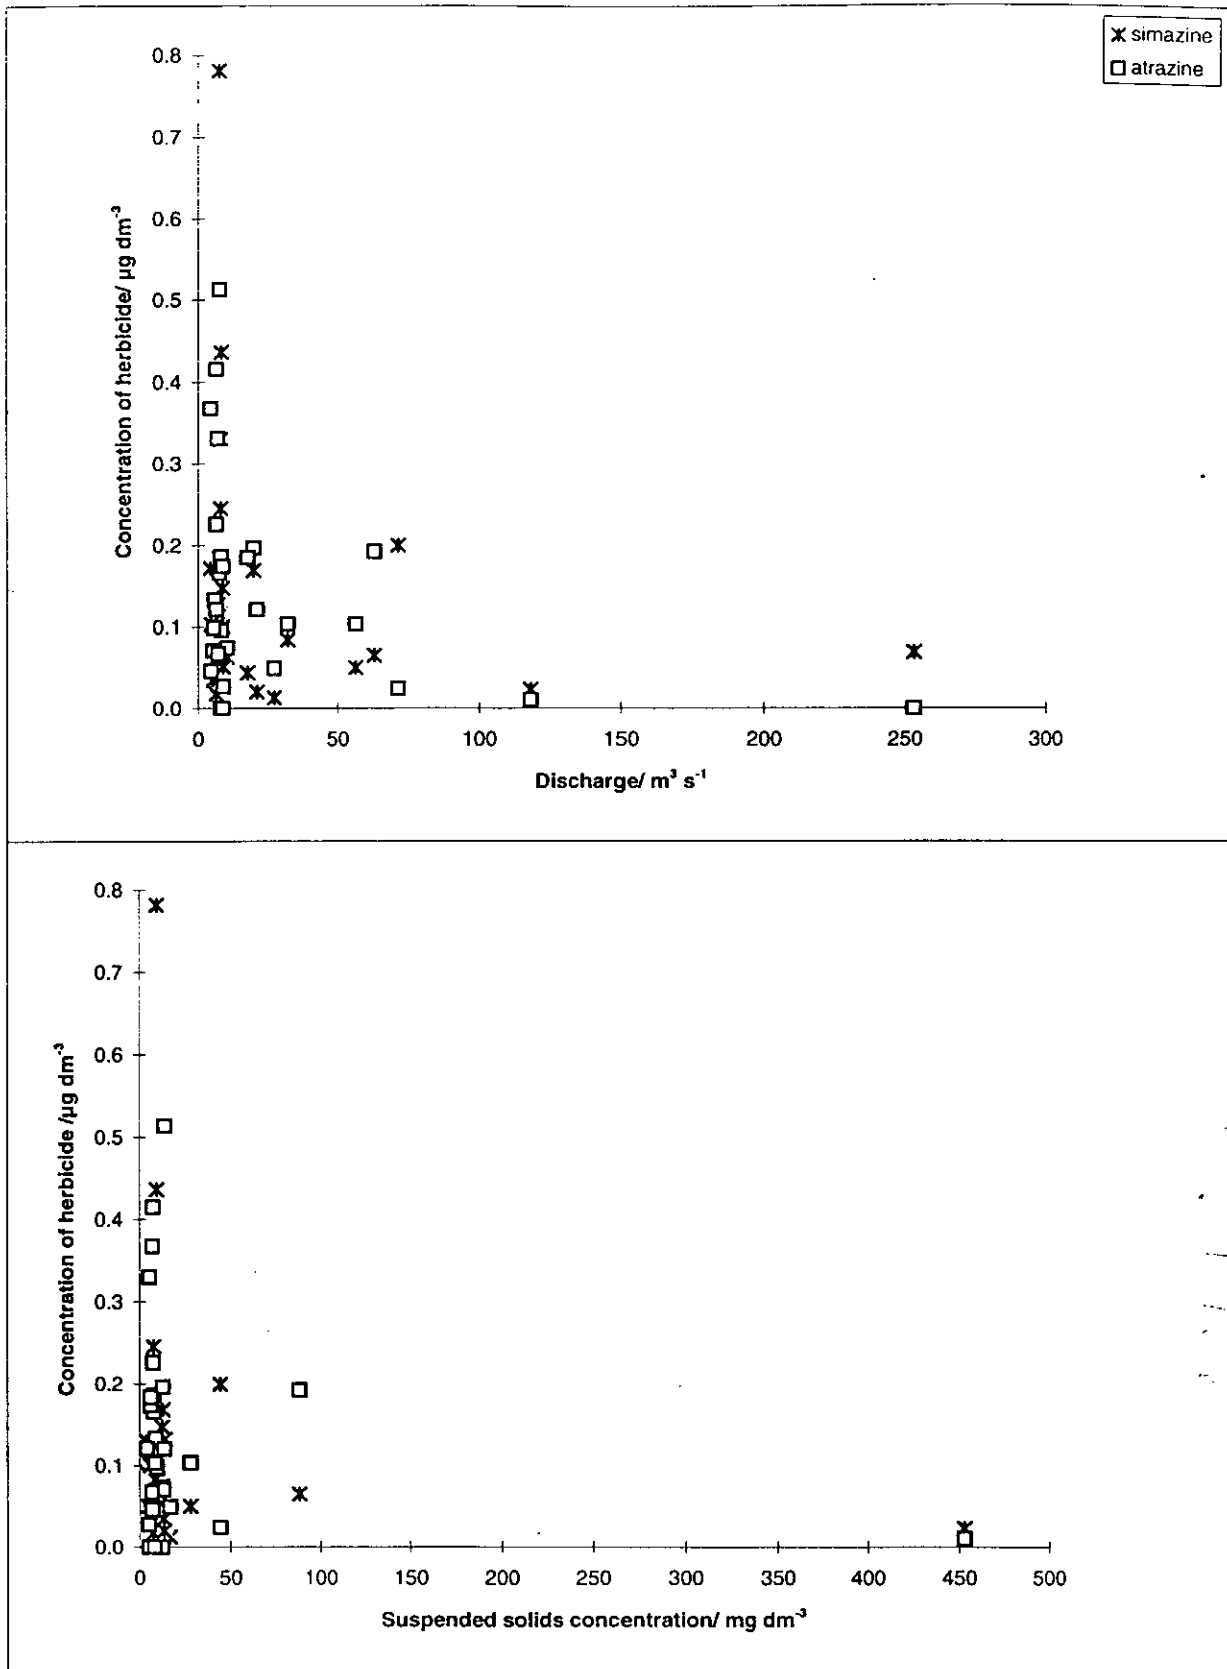 simazine
atrazine
0.8
0.7
0.6
0.5
0.4
0.3
0.2
0.1
0.0
Concentration of herbicide/ µg dm⁻³
0 50 100 150 200 250 300
Discharge/ m³ s⁻¹
0.8
0.7
0.6
0.5
0.4
0.3
0.2
0.1
0.0
Concentration of herbicide /µg dm⁻³
0 50 100 150 200 250 300 350 400 450 500
Suspended solids concentration/ mg dm⁻³